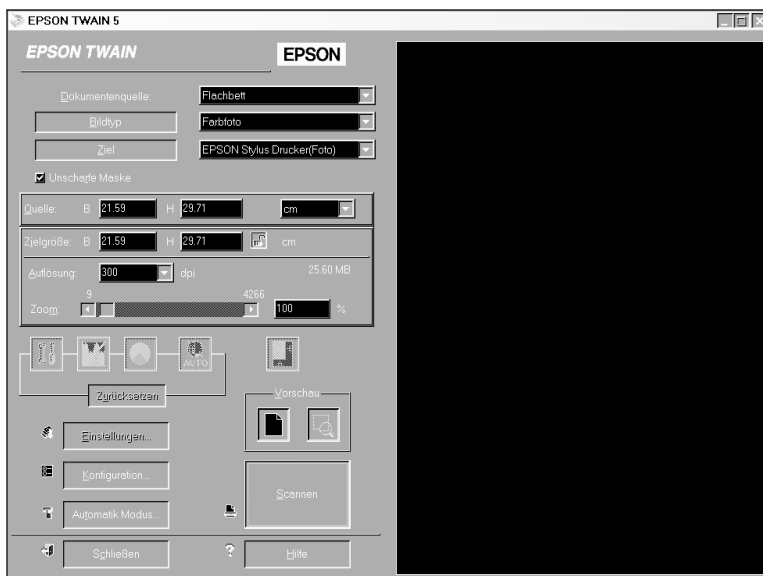 EPSON TWAIN 5
EPSON TWAIN EPSON
Dokumentenquelle: Flachbett
Bildtyp Farbfoto
Ziel EPSON Stylus Drucker(Foto)
Unscharfe Maske
Quelle: B 21.59 H 29.71 cm
Zielgröße: B 21.59 H 29.71 cm
Auflösung: 300 dpi 25.60 MB
9 4266
Zoom: 100 %
AUTO
Zurücksetzen
Vorschau
Einstellungen...
Konfiguration...
Scannen
Automatik Modus...
Schließen ? Hilfe